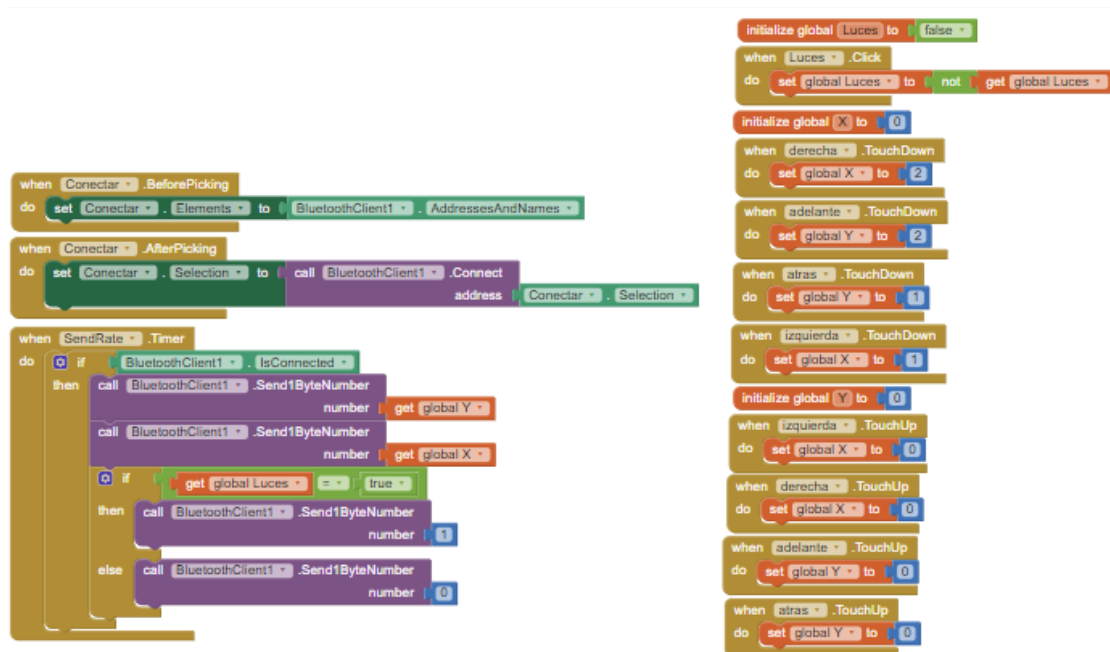 when Conectar .BeforePicking
do set Conectar . Elements to BluetoothClient1 . AddressesAndNames
when Conectar .AfterPicking
do set Conectar . Selection to call BluetoothClient1 .Connect
address Conectar . Selection
when SendRate .Timer
do if BluetoothClient1 . IsConnected
then call BluetoothClient1 .Send1ByteNumber
number get global Y
call BluetoothClient1 .Send1ByteNumber
number get global X
if get global Luces = true
then call BluetoothClient1 .Send1ByteNumber
number 1
else call BluetoothClient1 .Send1ByteNumber
number 0
initialize global Luces to false
when Luces .Click
do set global Luces to not get global Luces
initialize global X to 0
when derecha .TouchDown
do set global X to 2
when adelante .TouchDown
do set global Y to 2
when atras .TouchDown
do set global Y to 1
when izquierda .TouchDown
do set global X to 1
initialize global Y to 0
when izquierda .TouchUp
do set global X to 0
when derecha .TouchUp
do set global X to 0
when adelante .TouchUp
do set global Y to 0
when atras .TouchUp
do set global Y to 0